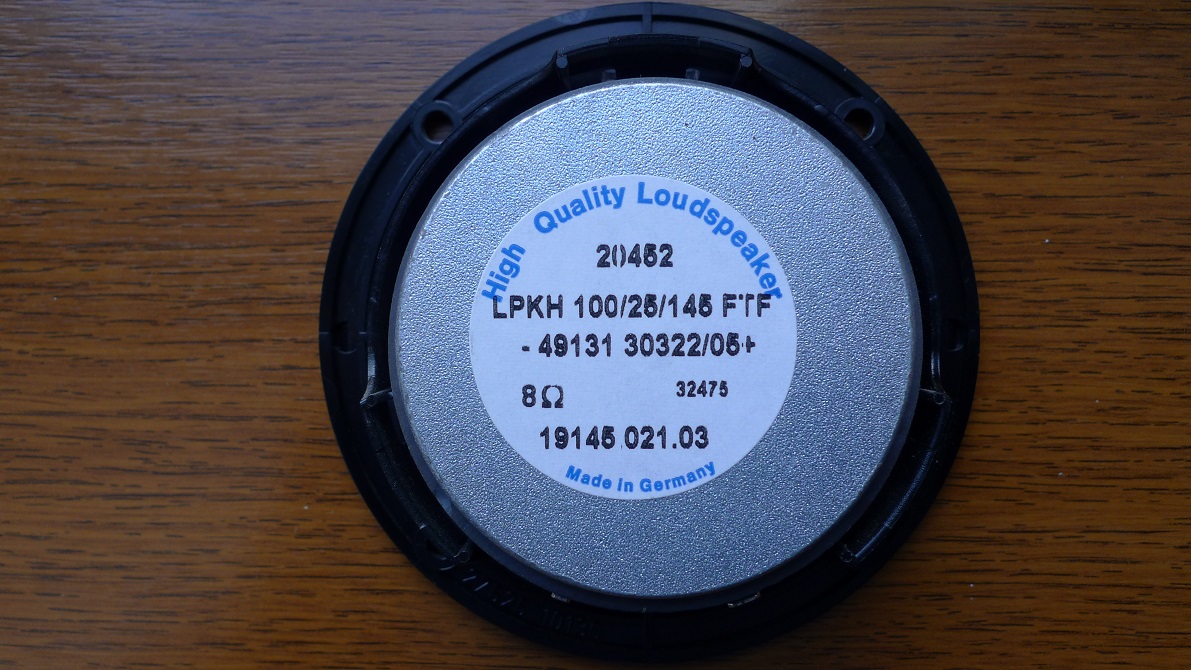 High Quality Loudspeaker
20452
LPKH 100/25/145 FTF
- 49131 30322/05+
8Ω 32475
19145 021.03
Made in Germany